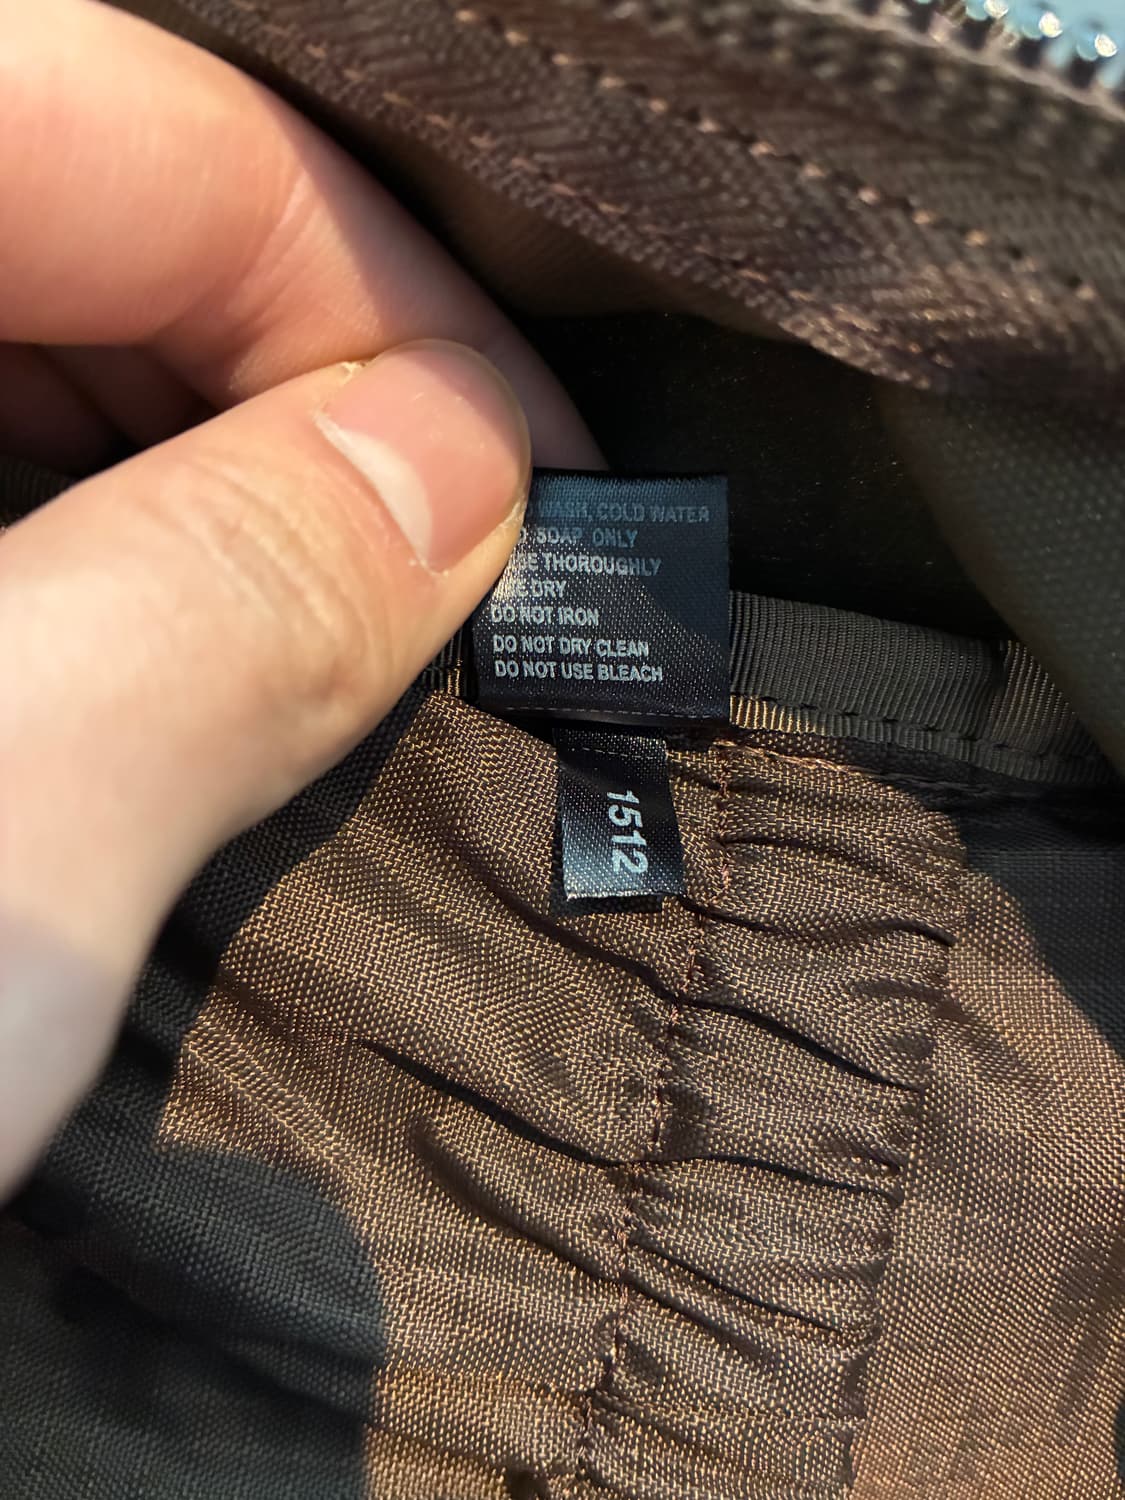 WASH, COLD WATER
SOAP ONLY
THOROUGHLY
DRY
DO NOT IRON
DO NOT DRY CLEAN
DO NOT USE BLEACH
1512